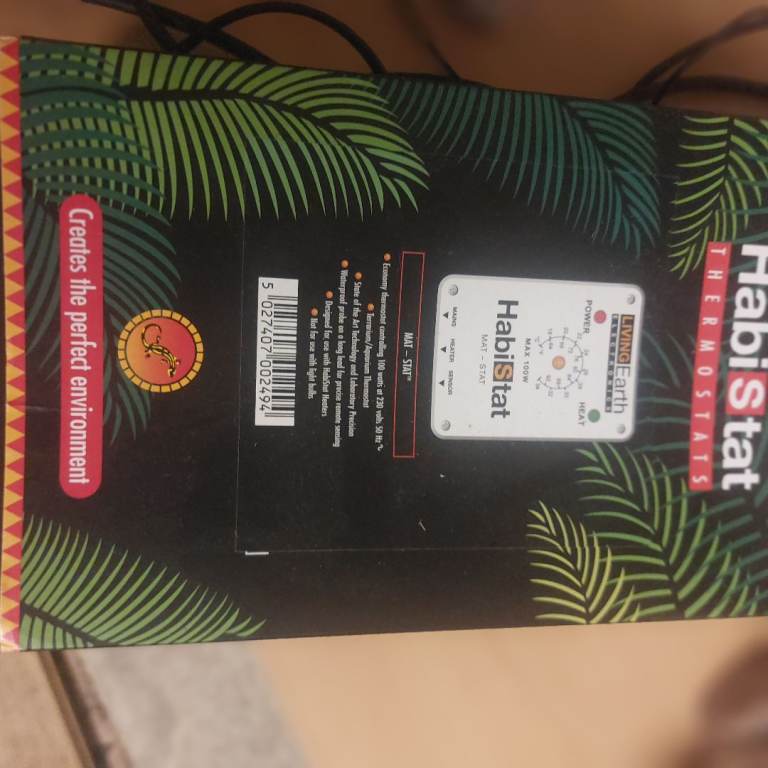 HabiStat
THERMOSTATS
LIVING Earth
ELECTRONICS
POWER
HEAT
MAX 100W
HabiStat
MAT - STAT
MAINS HEATER SENSOR
MAT - STAT™
Economy thermostat controlling 100 watts at 230 volts 50 Hz
Terrarium/Aquarium Thermostat
State of the Art Technology and Laboratory Precision
Waterproof probe on a long lead for precise remote sensing
Designed for use with HabiStat Heaters
Not for use with light bulbs
5 027407 002494
Creates the perfect environment